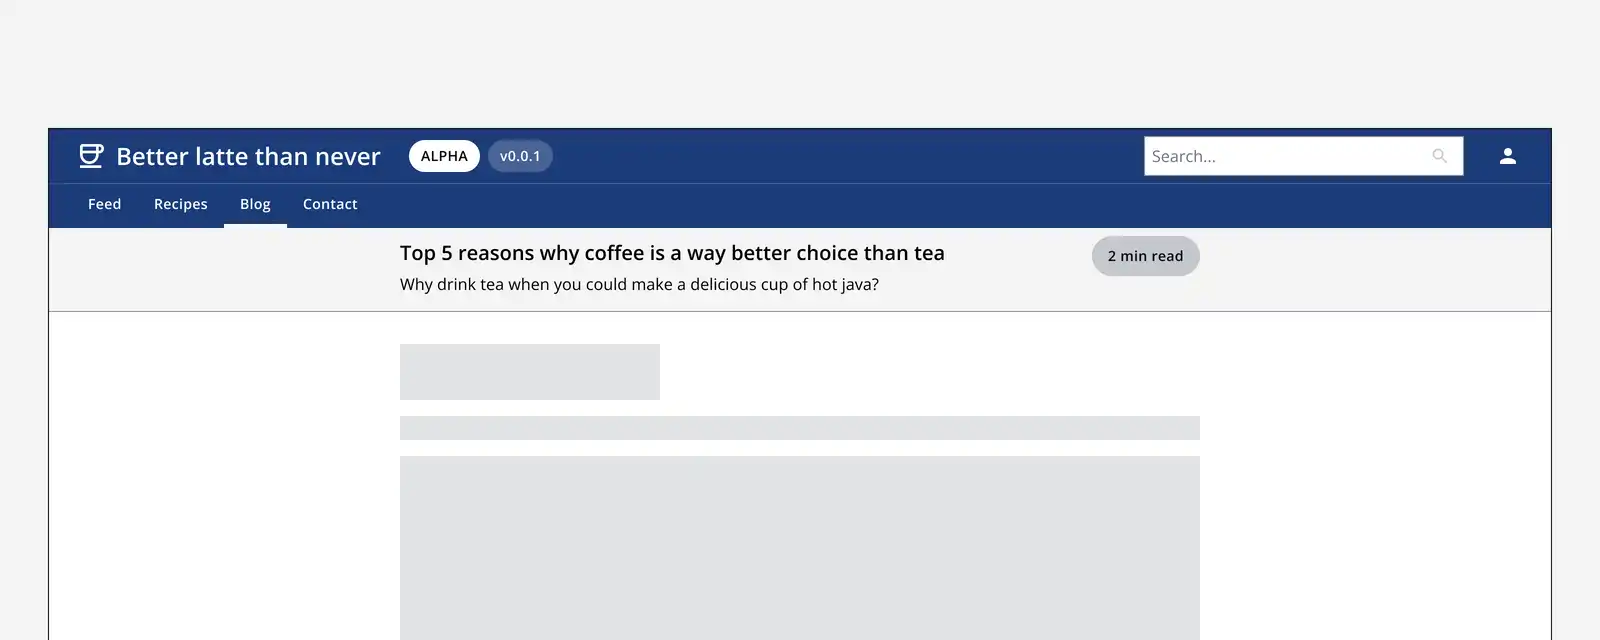 Better latte than never
ALPHA
v0.0.1
Search...
Feed
Recipes
Blog
Contact
Top 5 reasons why coffee is a way better choice than tea
2 min read
Why drink tea when you could make a delicious cup of hot java?